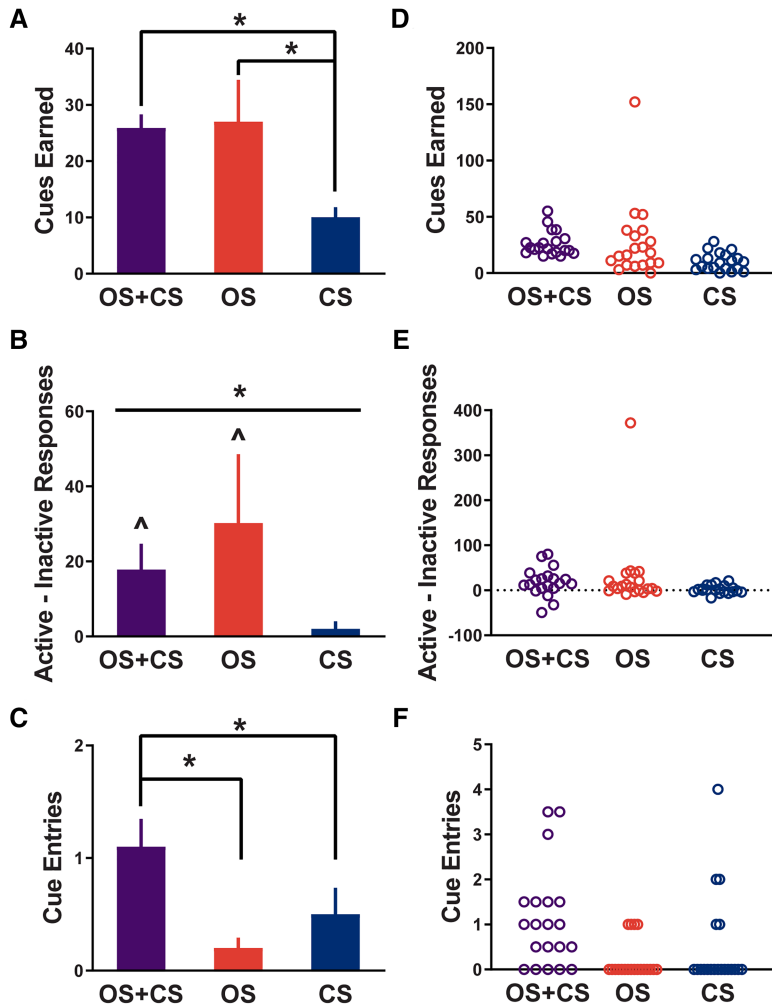 A
Cues Earned
40
30
20
10
0
*
*
OS+CS OS CS
D
Cues Earned
200
150
100
50
0
OS+CS OS CS
B
Active - Inactive Responses
60
40
20
0
*
^
^
OS+CS OS CS
E
Active - Inactive Responses
400
300
200
100
0
-100
OS+CS OS CS
C
Cue Entries
2
1
0
*
*
OS+CS OS CS
F
Cue Entries
5
4
3
2
1
0
OS+CS OS CS